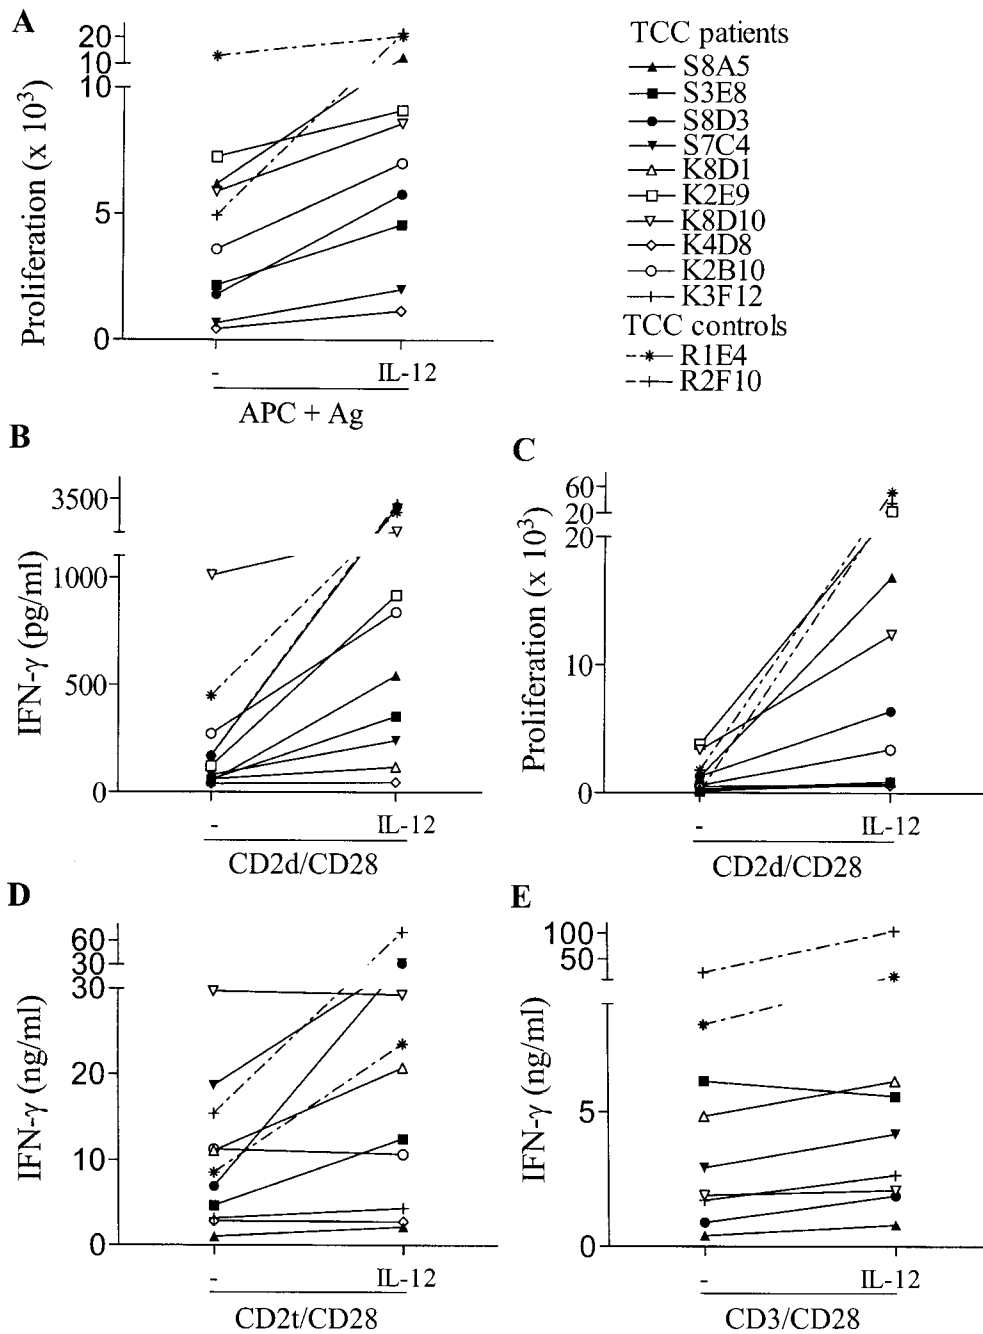 A
Proliferation (x 10³)
20
10
10
5
0
-
IL-12
APC + Ag
TCC patients
S8A5
S3E8
S8D3
S7C4
K8D1
K2E9
K8D10
K4D8
K2B10
K3F12
TCC controls
R1E4
R2F10
B
IFN-γ (pg/ml)
3500
1000
500
0
-
IL-12
CD2d/CD28
C
Proliferation (x 10³)
60
20
20
10
0
-
IL-12
CD2d/CD28
D
IFN-γ (ng/ml)
60
30
30
20
10
0
-
IL-12
CD2t/CD28
E
IFN-γ (ng/ml)
100
50
5
0
-
IL-12
CD3/CD28